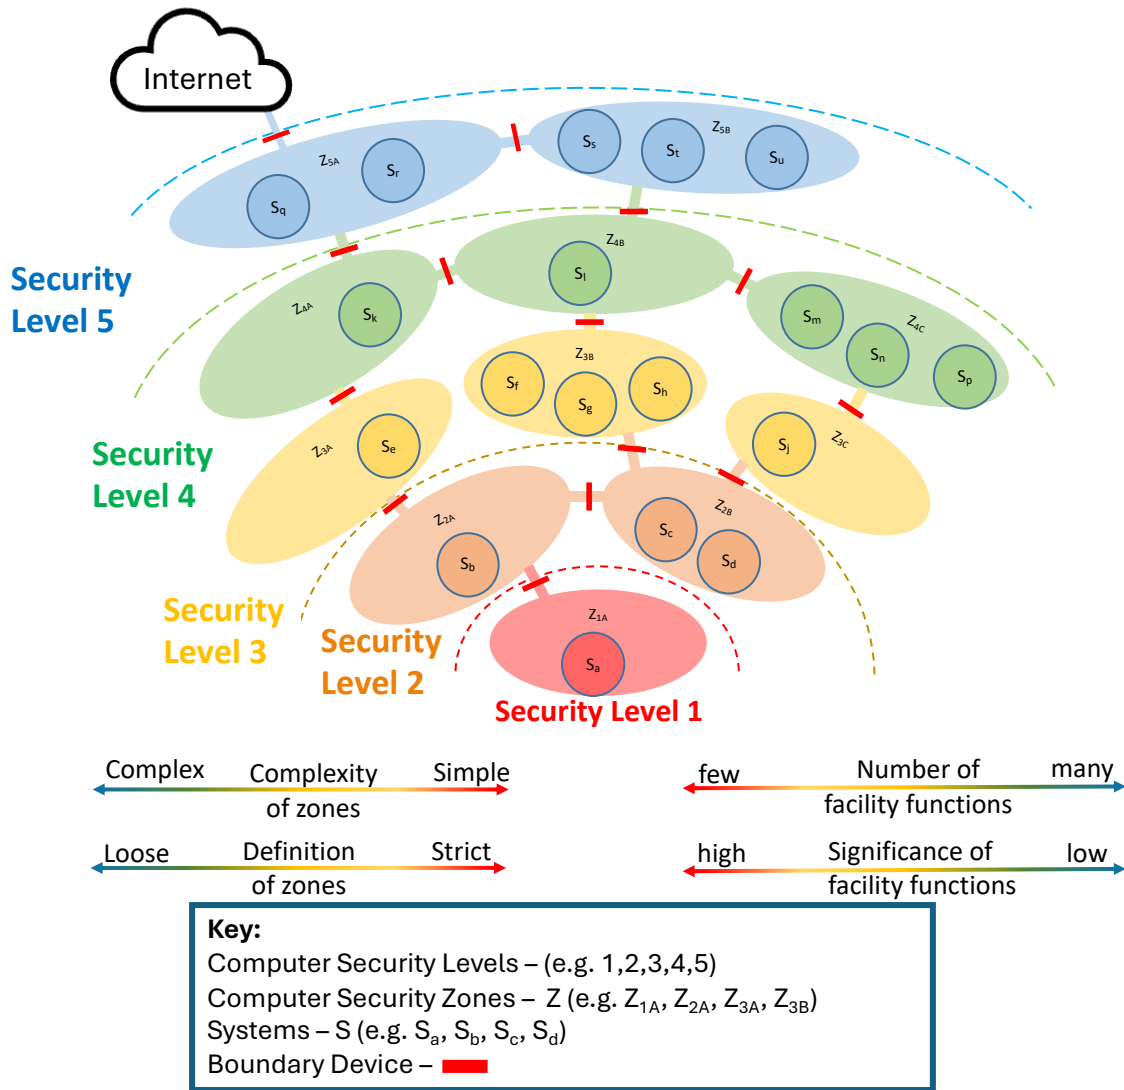 Internet
Z5A
Sq
Sr
Z5B
Ss
St
Su
Security
Level 5
Z4A
Sk
Z4B
Sl
Z4C
Sm
Sn
Sp
Security
Level 4
Z3A
Se
Z3B
Sf
Sg
Sh
Z3C
Sj
Security
Level 3
Z2A
Sb
Z2B
Sc
Sd
Security
Level 2
Z1A
Sa
Security Level 1
Complex Complexity Simple
of zones
few Number of many
facility functions
Loose Definition Strict
of zones
high Significance of low
facility functions
Key:
Computer Security Levels – (e.g. 1,2,3,4,5)
Computer Security Zones – Z (e.g. Z1A, Z2A, Z3A, Z3B)
Systems – S (e.g. Sa, Sb, Sc, Sd)
Boundary Device –